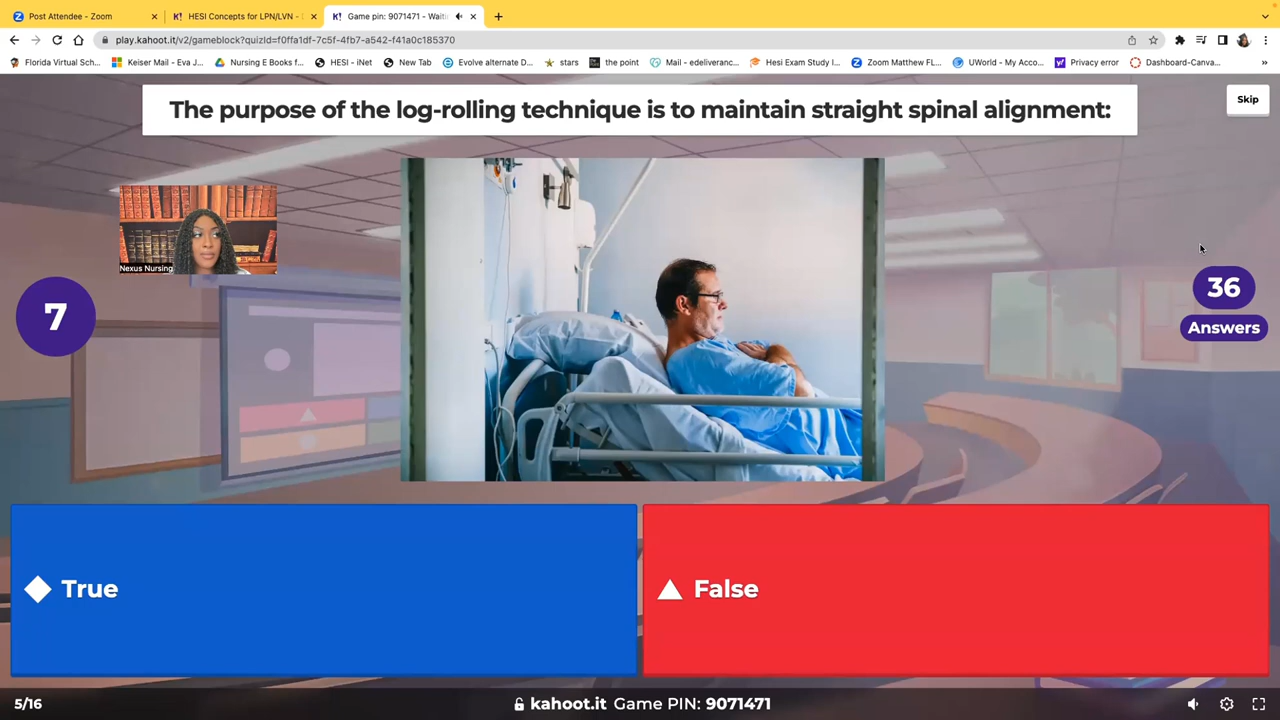 Post Attendee - Zoom
HESI Concepts for LPN/LVN -
Game pin: 9071471 - Waiti
play.kahoot.it/v2/gameblock?quizId=f0ffa1df-7c5f-4fb7-a542-f41a0c185370
Florida Virtual Sch...
Keiser Mail - Eva J...
Nursing E Books f...
HESI - iNet
New Tab
Evolve alternate D...
stars
the point
Mail - edeliveranc...
Hesi Exam Study I...
Zoom Matthew FL...
UWorld - My Acco...
Privacy error
Dashboard-Canva...
»
The purpose of the log-rolling technique is to maintain straight spinal alignment:
Skip
Nexus Nursing
7
36
Answers
True
False
5/16
kahoot.it Game PIN: 9071471